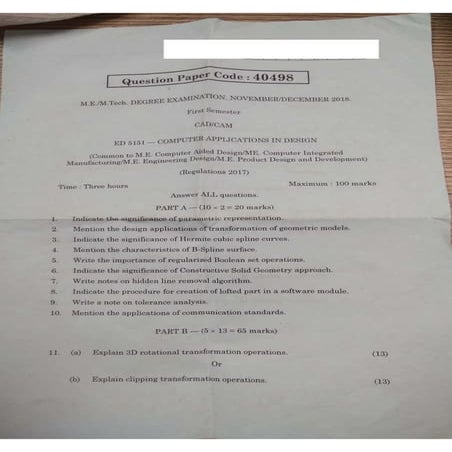 Question Paper Code : 40498
M.E./M.Tech. DEGREE EXAMINATION, NOVEMBER/DECEMBER 2018.
First Semester
CAD/CAM
ED 5151 — COMPUTER APPLICATIONS IN DESIGN
(Common to M.E. Computer Aided Design/ME. Computer Integrated
Manufacturing/M.E. Engineering Design/M.E. Product Design and Development)
(Regulations 2017)
Time : Three hours Maximum : 100 marks
Answer ALL questions.
PART A — (10 × 2 = 20 marks)
1. Indicate the significance of parametric representation.
2. Mention the design applications of transformation of geometric models.
3. Indicate the significance of Hermite cubic spline curves.
4. Mention the characteristics of B-Spline surface.
5. Write the importance of regularized Boolean set operations.
6. Indicate the significance of Constructive Solid Geometry approach.
7. Write notes on hidden line removal algorithm.
8. Indicate the procedure for creation of lofted part in a software module.
9. Write a note on tolerance analysis.
10. Mention the applications of communication standards.
PART B — (5 × 13 = 65 marks)
11. (a) Explain 3D rotational transformation operations. (13)
Or
(b) Explain clipping transformation operations. (13)